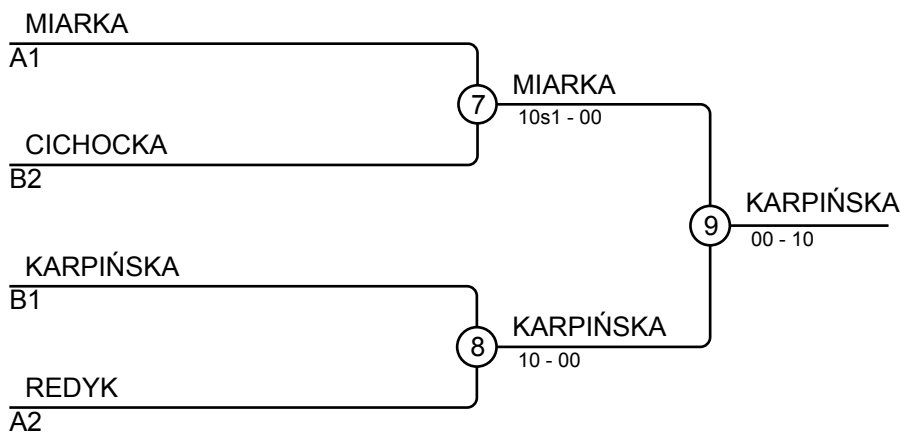 MIARKA
A1
7
MIARKA
10s1 - 00
CICHOCKA
B2
9
KARPIŃSKA
00 - 10
KARPIŃSKA
B1
8
KARPIŃSKA
10 - 00
REDYK
A2